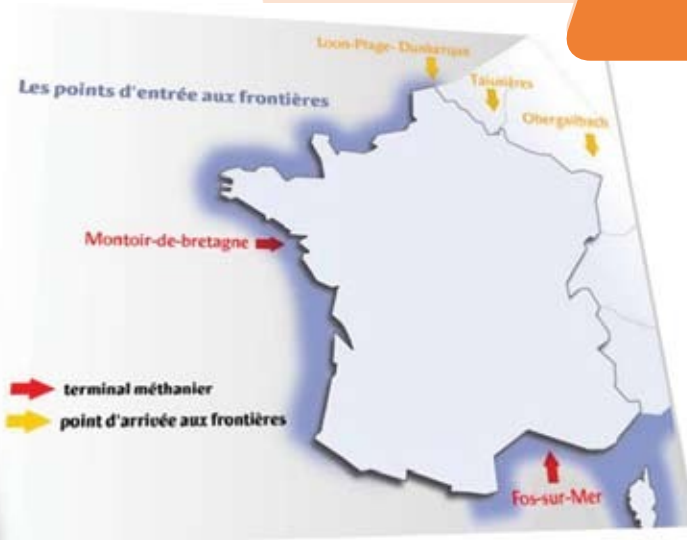 Loon-Plage- Dunkerque
Taisnières
Obergailbach
Les points d'entrée aux frontières
Montoir-de-bretagne
terminal méthanier
point d'arrivée aux frontières
Fos-sur-Mer